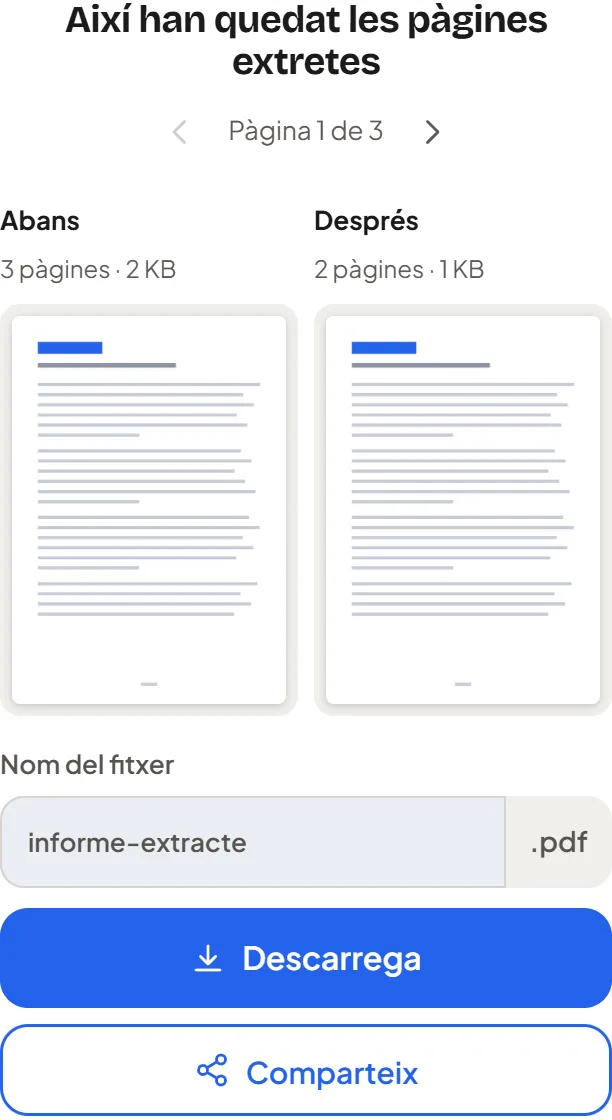 Així han quedat les pàgines
extretes
Pàgina 1 de 3
Abans
3 pàgines · 2 KB
Després
2 pàgines · 1 KB
Nom del fitxer
informe-extracte
.pdf
Descarrega
Comparteix